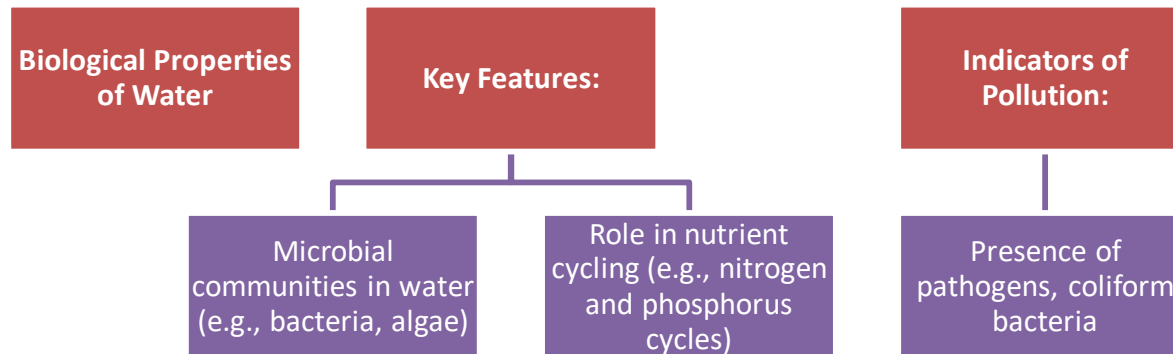 Biological Properties
of Water
Key Features:
Microbial
communities in water
(e.g., bacteria, algae)
Role in nutrient
cycling (e.g., nitrogen
and phosphorus
cycles)
Indicators of
Pollution:
Presence of
pathogens, coliform
bacteria